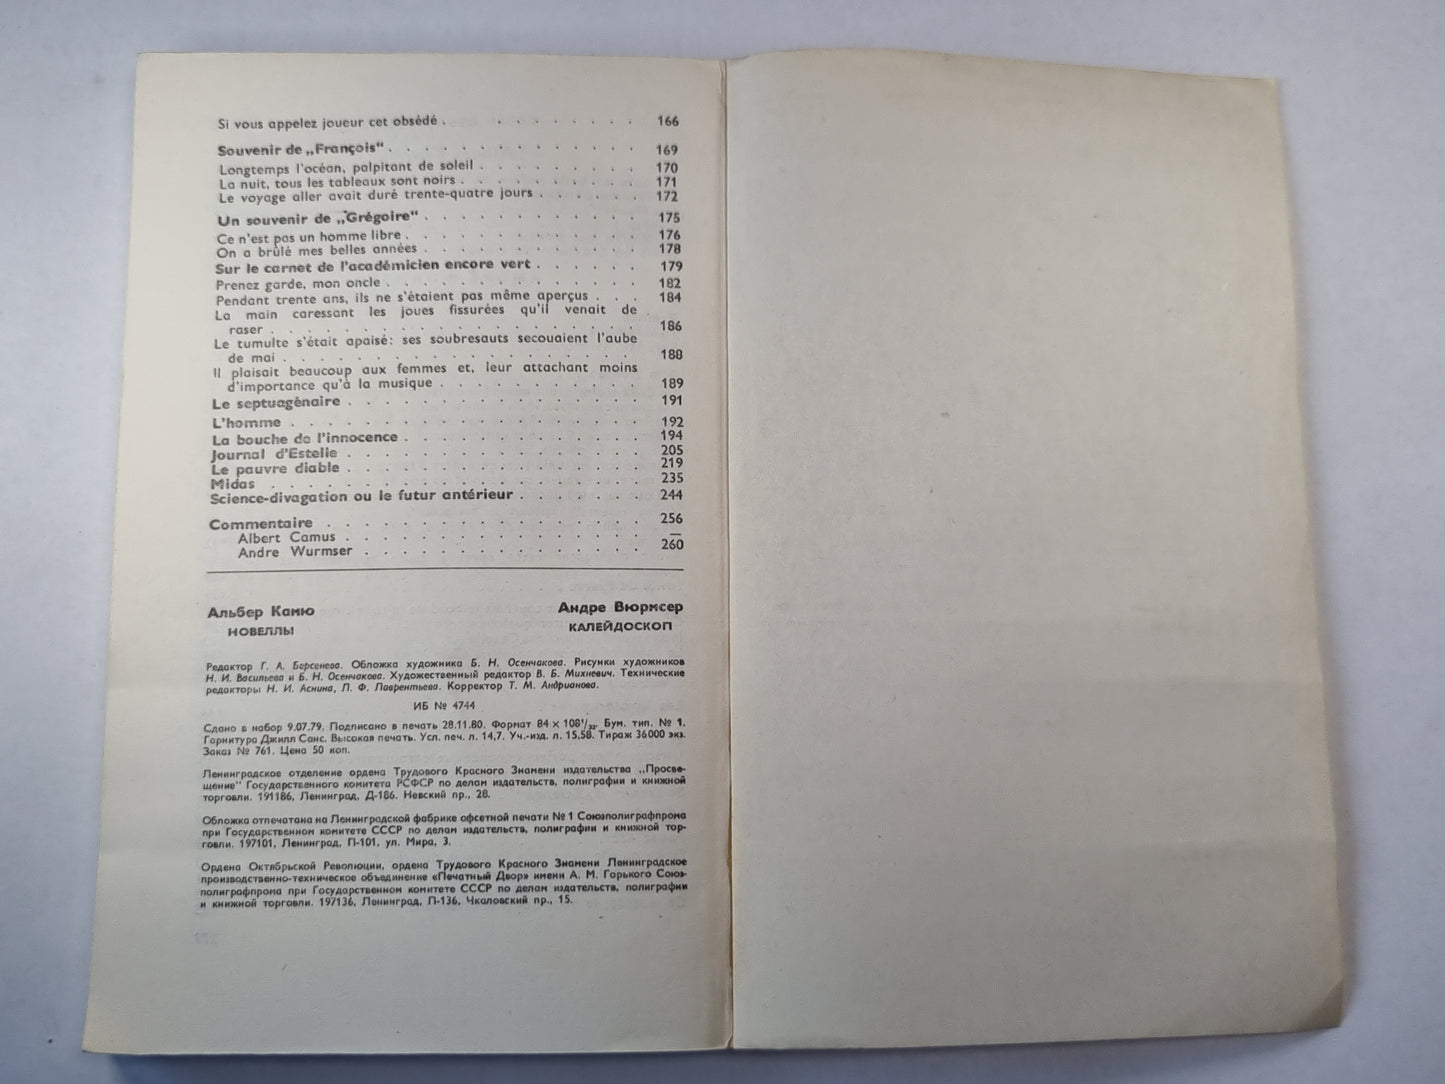 Si vous appelez joueur cet obsédé . . . . . . . . 166
Souvenir de „François“ . . . . . . . . . . . 169
Longtemps l'océan, palpitant de soleil . . . . . . . 170
La nuit, tous les tableaux sont noirs . . . . . . . . 171
Le voyage aller avait duré trente-quatre jours . . . . . . 172
Un souvenir de „Grégoire“ . . . . . . . . . . 175
Ce n'est pas un homme libre . . . . . . . . . . 176
On a brûlé mes belles années . . . . . . . . . . 178
Sur le carnet de l'académicien encore vert . . . . . . 179
Prenez garde, mon oncle . . . . . . . . . . . 182
Pendant trente ans, ils ne s'étaient pas même aperçus . . . 184
La main caressant les joues fissurées qu'il venait de
raser . . . . . . . . . . . . . . . 186
Le tumulte s'était apaisé: ses soubresauts secouaient l'aube
de mai . . . . . . . . . . . . . . . 188
Il plaisait beaucoup aux femmes et, leur attachant moins
d'importance qu'à la musique . . . . . . . . . 189
Le septuagénaire . . . . . . . . . . . . . 191
L'homme . . . . . . . . . . . . . . . 192
La bouche de l'innocence . . . . . . . . . . . 194
Journal d'Estelle . . . . . . . . . . . . . 205
Le pauvre diable . . . . . . . . . . . . . 219
Midas . . . . . . . . . . . . . . . . 235
Science-divagation ou le futur antérieur . . . . . . . 244
Commentaire . . . . . . . . . . . . . . 256
Albert Camus . . . . . . . . . . . . . —
Andre Wurmser . . . . . . . . . . . . 260
Альбер Камю Андре Вюрмсер
НОВЕЛЛЫ КАЛЕЙДОСКОП
Редактор Г. А. Берсенева. Обложка художника Б. Н. Осенчакова. Рисунки художников
Н. И. Васильева и Б. Н. Осенчакова. Художественный редактор В. Б. Михневич. Технические
редакторы Н. И. Аснина, Л. Ф. Лаврентьева. Корректор Т. М. Андрианова.
ИБ № 4744
Сдано в набор 9.07.79. Подписано в печать 28.11.80. Формат 84 × 108¹/₃₂. Бум. тип. № 1.
Гарнитура Джилл Санс. Высокая печать. Усл. печ. л. 14,7. Уч.-изд. л. 15,58. Тираж 36000 экз.
Заказ № 761. Цена 50 коп.
Ленинградское отделение ордена Трудового Красного Знамени издательства „Просве-
щение“ Государственного комитета РСФСР по делам издательств, полиграфии и книжной
торговли. 191186, Ленинград, Д-186. Невский пр., 28.
Обложка отпечатана на Ленинградской фабрике офсетной печати № 1 Союзполиграфпрома
при Государственном комитете СССР по делам издательств, полиграфии и книжной тор-
говли. 197101, Ленинград, П-101, ул. Мира, 3.
Ордена Октябрьской Революции, ордена Трудового Красного Знамени Ленинградское
производственно-техническое объединение «Печатный Двор» имени А. М. Горького Союз-
полиграфпрома при Государственном комитете СССР по делам издательств, полиграфии
и книжной торговли. 197136, Ленинград, П-136, Чкаловский пр., 15.